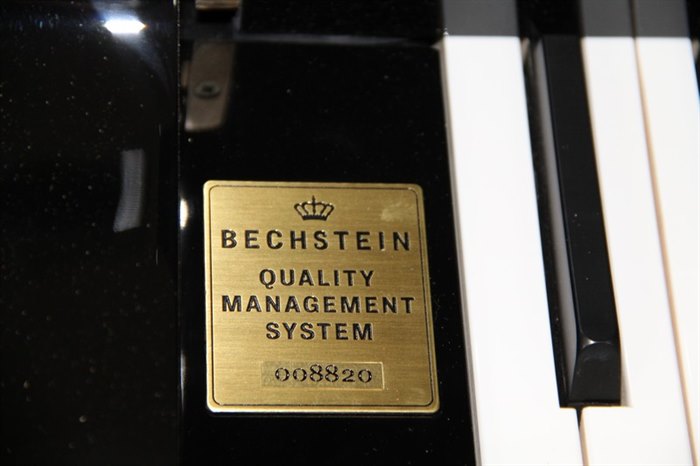 BECHSTEIN
QUALITY
MANAGEMENT
SYSTEM
008820